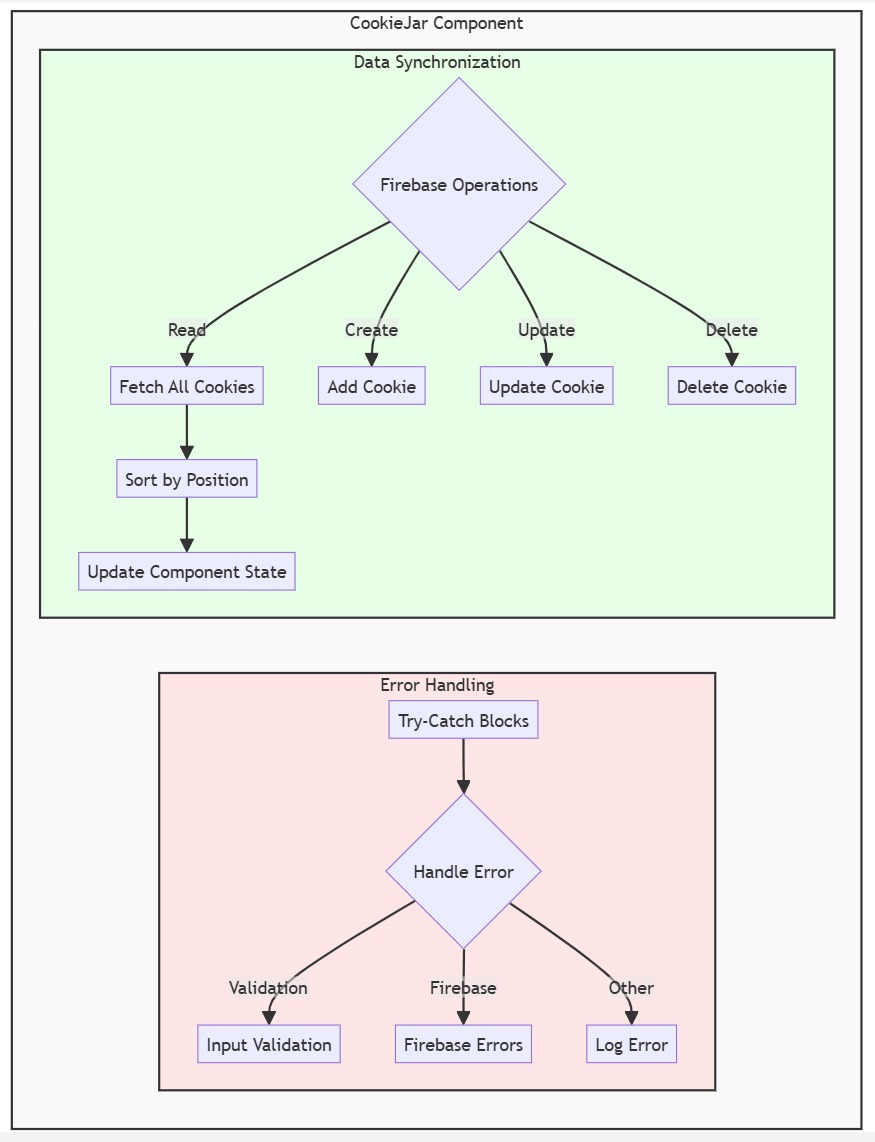 CookieJar Component
Data Synchronization
Firebase Operations
Read
Create
Update
Delete
Fetch All Cookies
Add Cookie
Update Cookie
Delete Cookie
Sort by Position
Update Component State
Error Handling
Try-Catch Blocks
Handle Error
Validation
Firebase
Other
Input Validation
Firebase Errors
Log Error